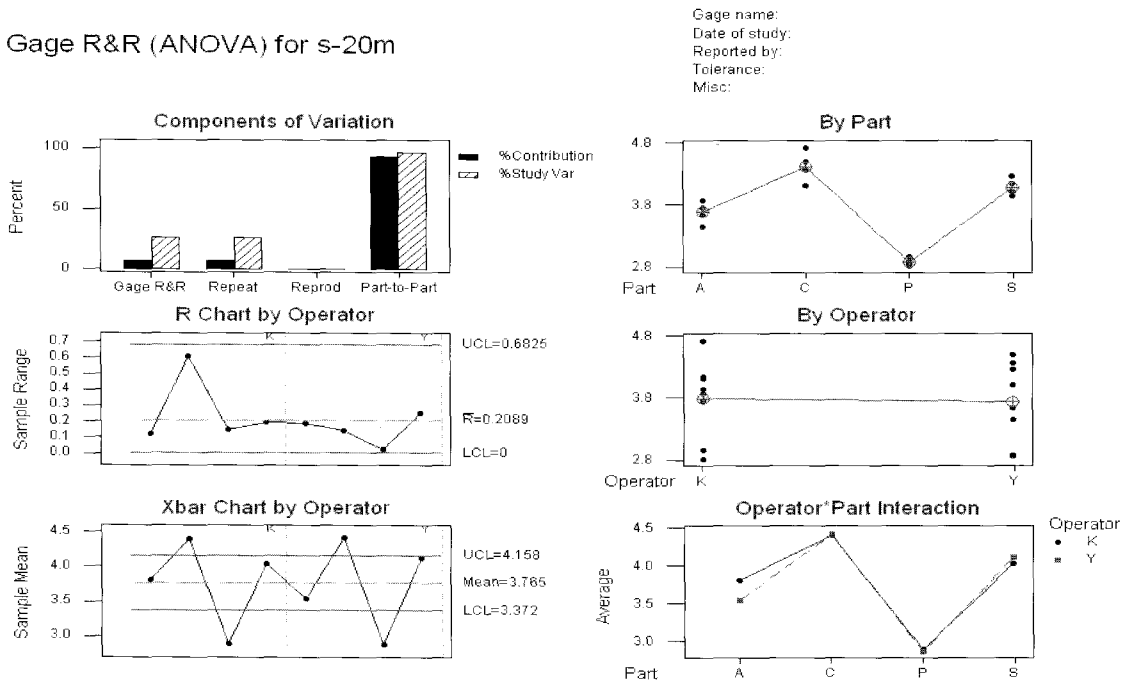 Gage R&R (ANOVA) for s-20m
Gage name:
Date of study:
Reported by:
Tolerance:
Misc:
Components of Variation
100
50
0
Percent
%Contribution
%Study Var
Gage R&R Repeat Reprod Part-to-Part
By Part
4.8
3.8
2.8
Part A C P S
R Chart by Operator
0.7
0.6
0.5
0.4
0.3
0.2
0.1
0.0
Sample Range
K Y
UCL=0.6825
R=0.2089
LCL=0
By Operator
4.8
3.8
2.8
Operator K Y
Xbar Chart by Operator
4.5
4.0
3.5
3.0
Sample Mean
K Y
UCL=4.158
Mean=3.765
LCL=3.372
Operator*Part Interaction
4.5
4.0
3.5
3.0
Average
Operator
K
Y
Part A C P S